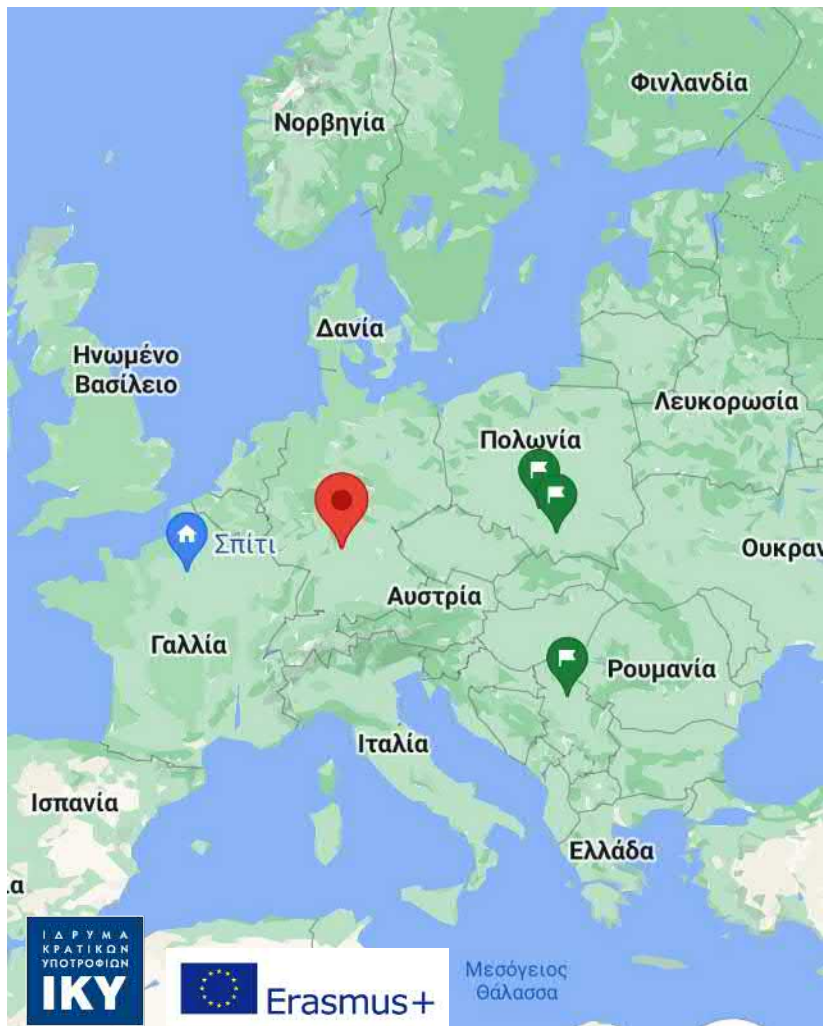 Φινλανδία
Νορβηγία
Δανία
Ηνωμένο
Βασίλειο
Λευκορωσία
Πολωνία
Σπίτι
Ουκραν
Αυστρία
Γαλλία
Ρουμανία
Ιταλία
Ισπανία
Ελλάδα
α
ΙΔΡΥΜΑ
ΚΡΑΤΙΚΩΝ
ΥΠΟΤΡΟΦΙΩΝ
ΙΚΥ
Erasmus+
Μεσόγειος
Θάλασσα